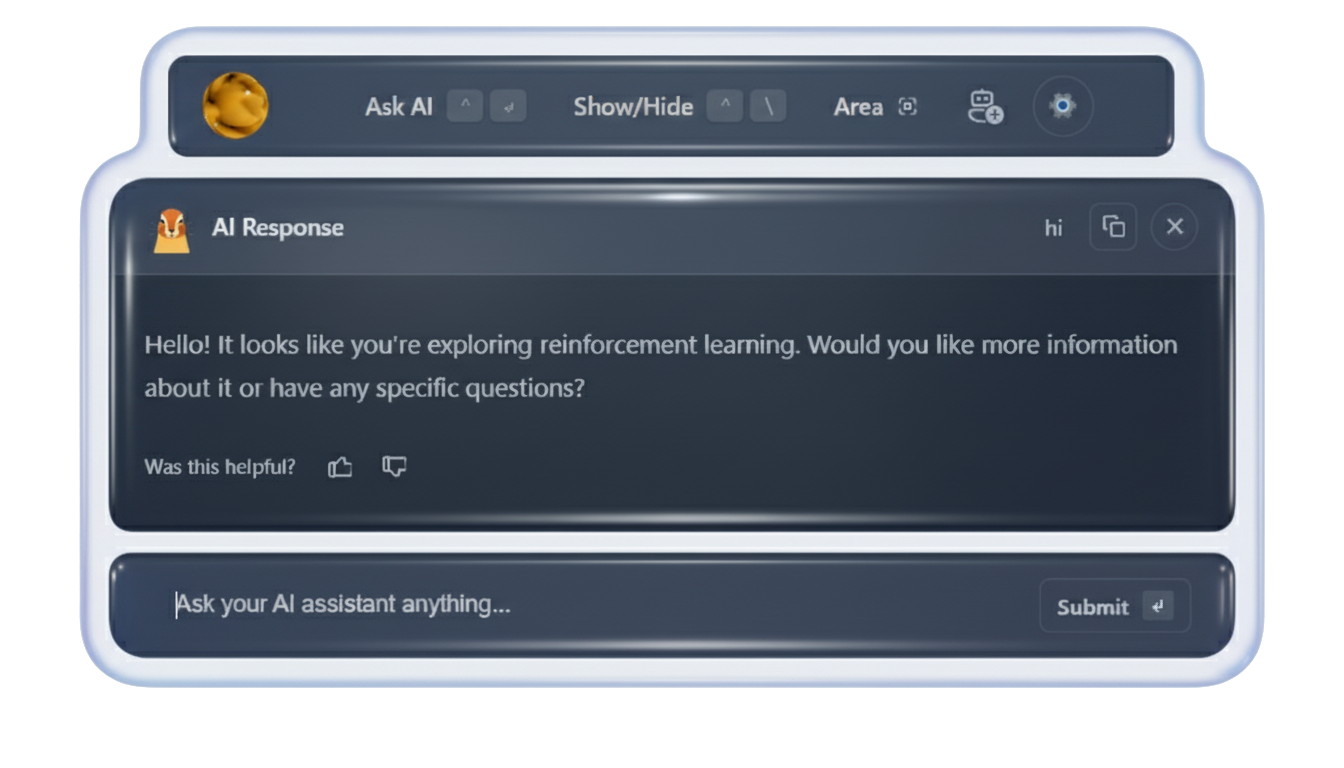 Ask AI ^ ↵ Show/Hide ^ \ Area
AI Response hi
Hello! It looks like you're exploring reinforcement learning. Would you like more information
about it or have any specific questions?
Was this helpful?
Ask your AI assistant anything...
Submit ↵